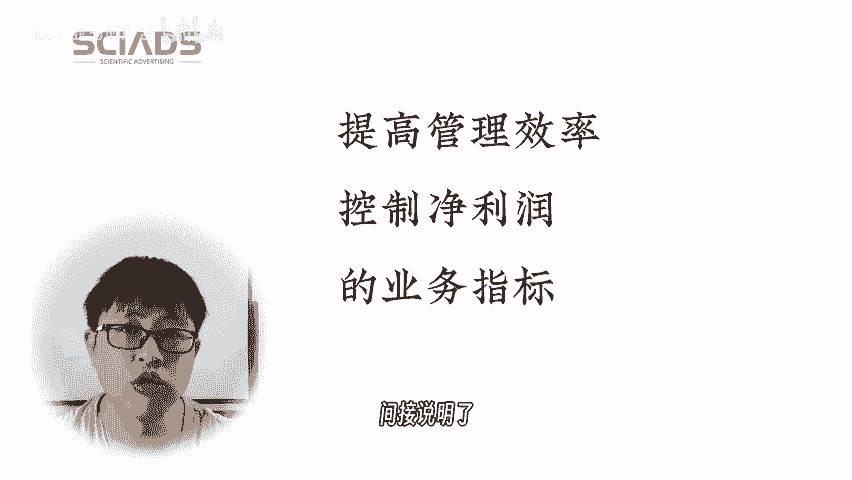 SCIADS
SCIENTIFIC ADVERTISING
提高管理效率
控制净利润
的业务指标
间接说明了